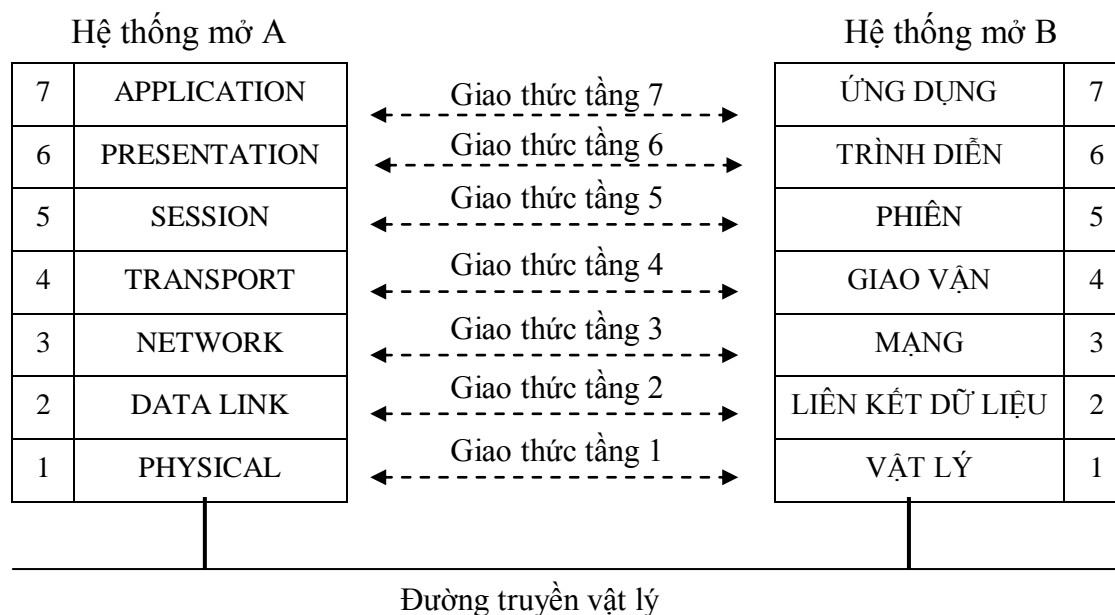 Hệ thống mở A Hệ thống mở B
7 APPLICATION Giao thức tầng 7 ỨNG DỤNG 7
6 PRESENTATION Giao thức tầng 6 TRÌNH DIỄN 6
5 SESSION Giao thức tầng 5 PHIÊN 5
4 TRANSPORT Giao thức tầng 4 GIAO VẬN 4
3 NETWORK Giao thức tầng 3 MẠNG 3
2 DATA LINK Giao thức tầng 2 LIÊN KẾT DỮ LIỆU 2
1 PHYSICAL Giao thức tầng 1 VẬT LÝ 1
Đường truyền vật lý